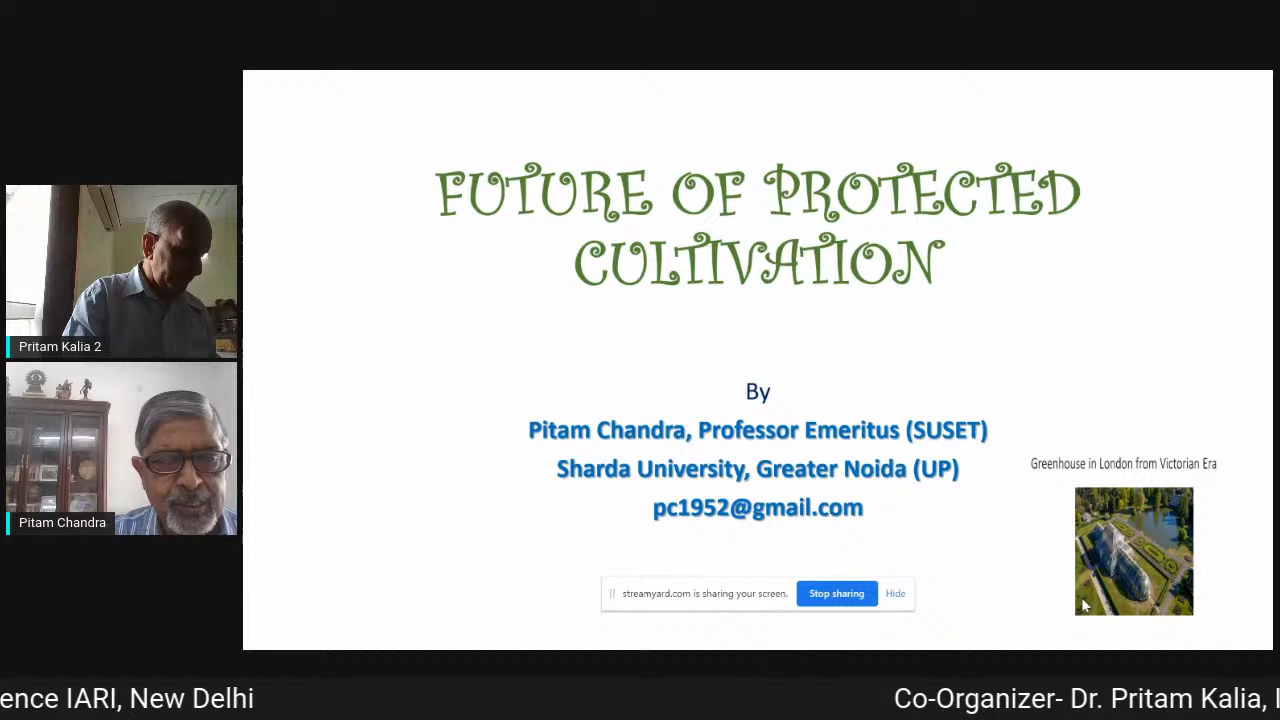 FUTURE OF PROTECTED
CULTIVATION
By
Pitam Chandra, Professor Emeritus (SUSET)
Sharda University, Greater Noida (UP)
pc1952@gmail.com
Greenhouse in London from Victorian Era
streamyard.com is sharing your screen.
Stop sharing
Hide
Pritam Kalia 2
Pitam Chandra
ence IARI, New Delhi
Co-Organizer- Dr. Pritam Kalia,